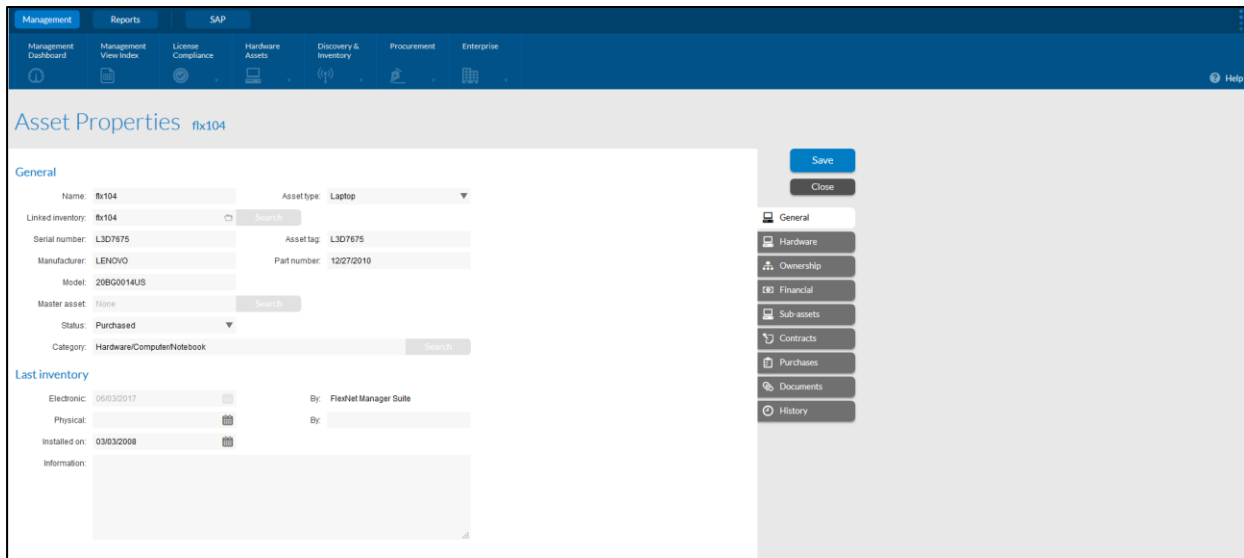 Management Reports SAP
Management Dashboard
Management View Index
License Compliance
Hardware Assets
Discovery & Inventory
Procurement
Enterprise
Help
Asset Properties flx104
Save
Close
General
Name: flx104 Asset type: Laptop
Linked inventory: flx104 Search
Serial number: L3D7675 Asset tag: L3D7675
Manufacturer: LENOVO Part number: 12/27/2010
Model: 20BG0014US
Master asset: None Search
Status: Purchased
Category: Hardware/Computer/Notebook Search
Last inventory
Electronic: 06/03/2017 By: FlexNet Manager Suite
Physical: By:
Installed on: 03/03/2008
Information:
General
Hardware
Ownership
Financial
Sub-assets
Contracts
Purchases
Documents
History